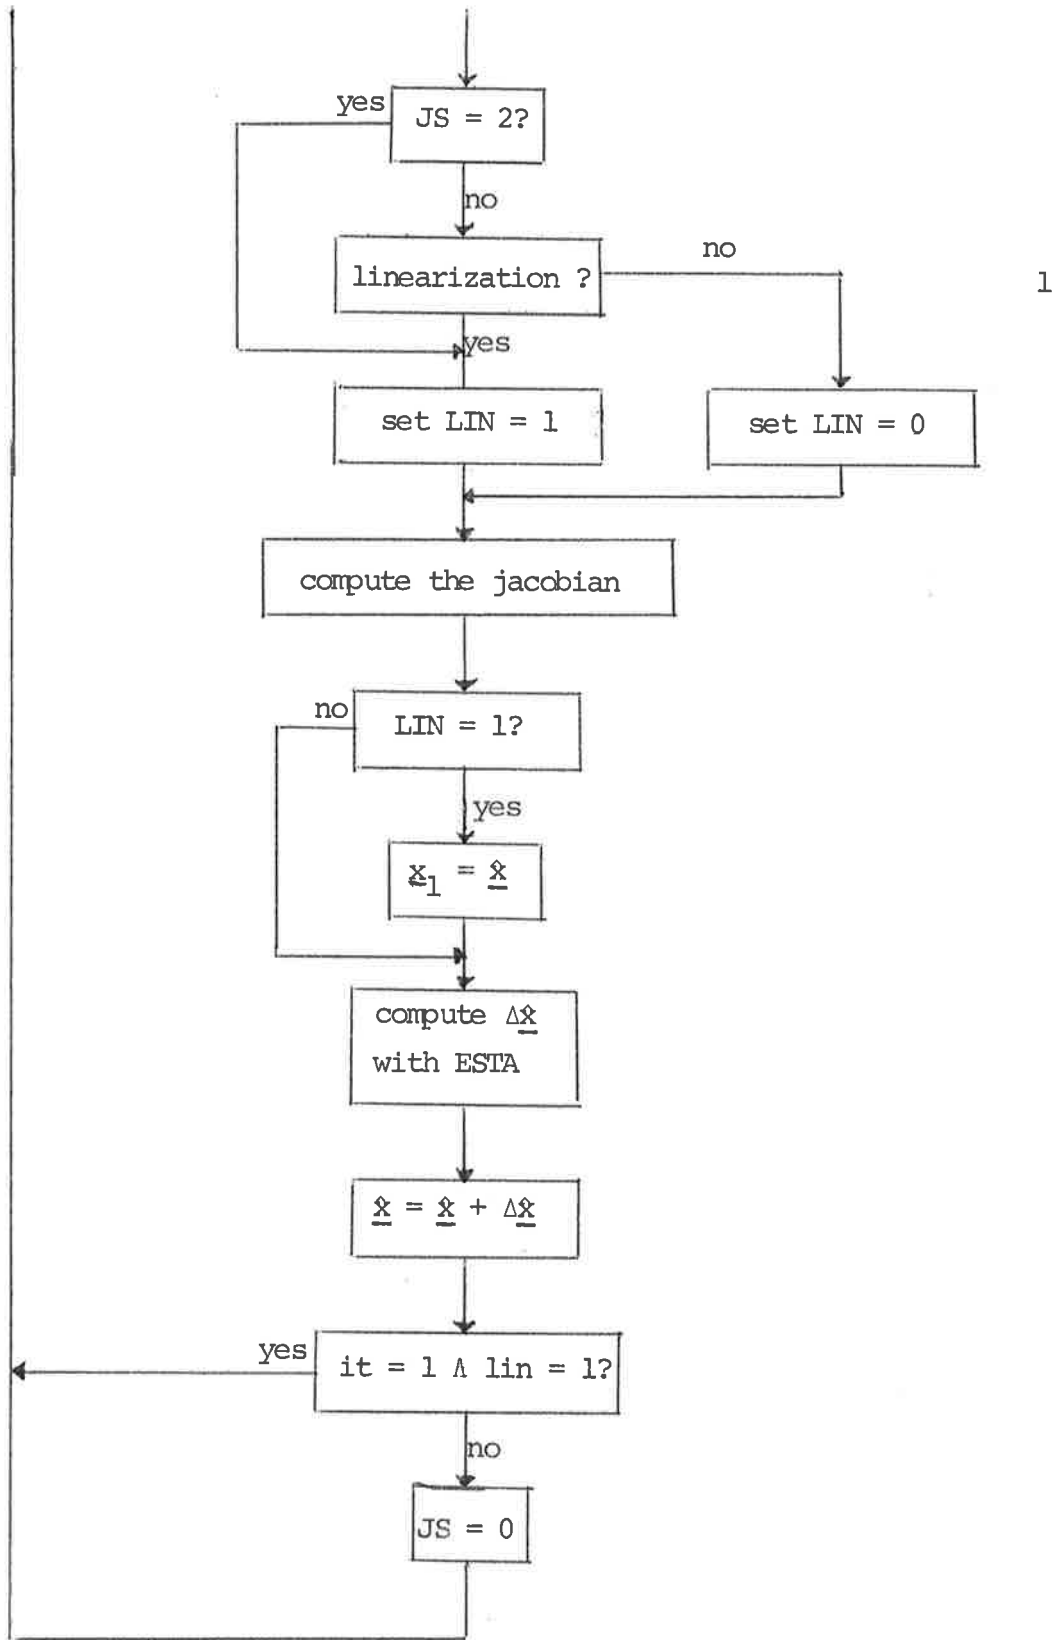 yes
JS = 2?
no
linearization ?
no
1
yes
set LIN = 1
set LIN = 0
compute the jacobian
no
LIN = 1?
yes
x̲₁ = x̲̂
compute Δx̲̂
with ESTA
x̲̂ = x̲̂ + Δx̲̂
yes
it = 1 Λ lin = 1?
no
JS = 0